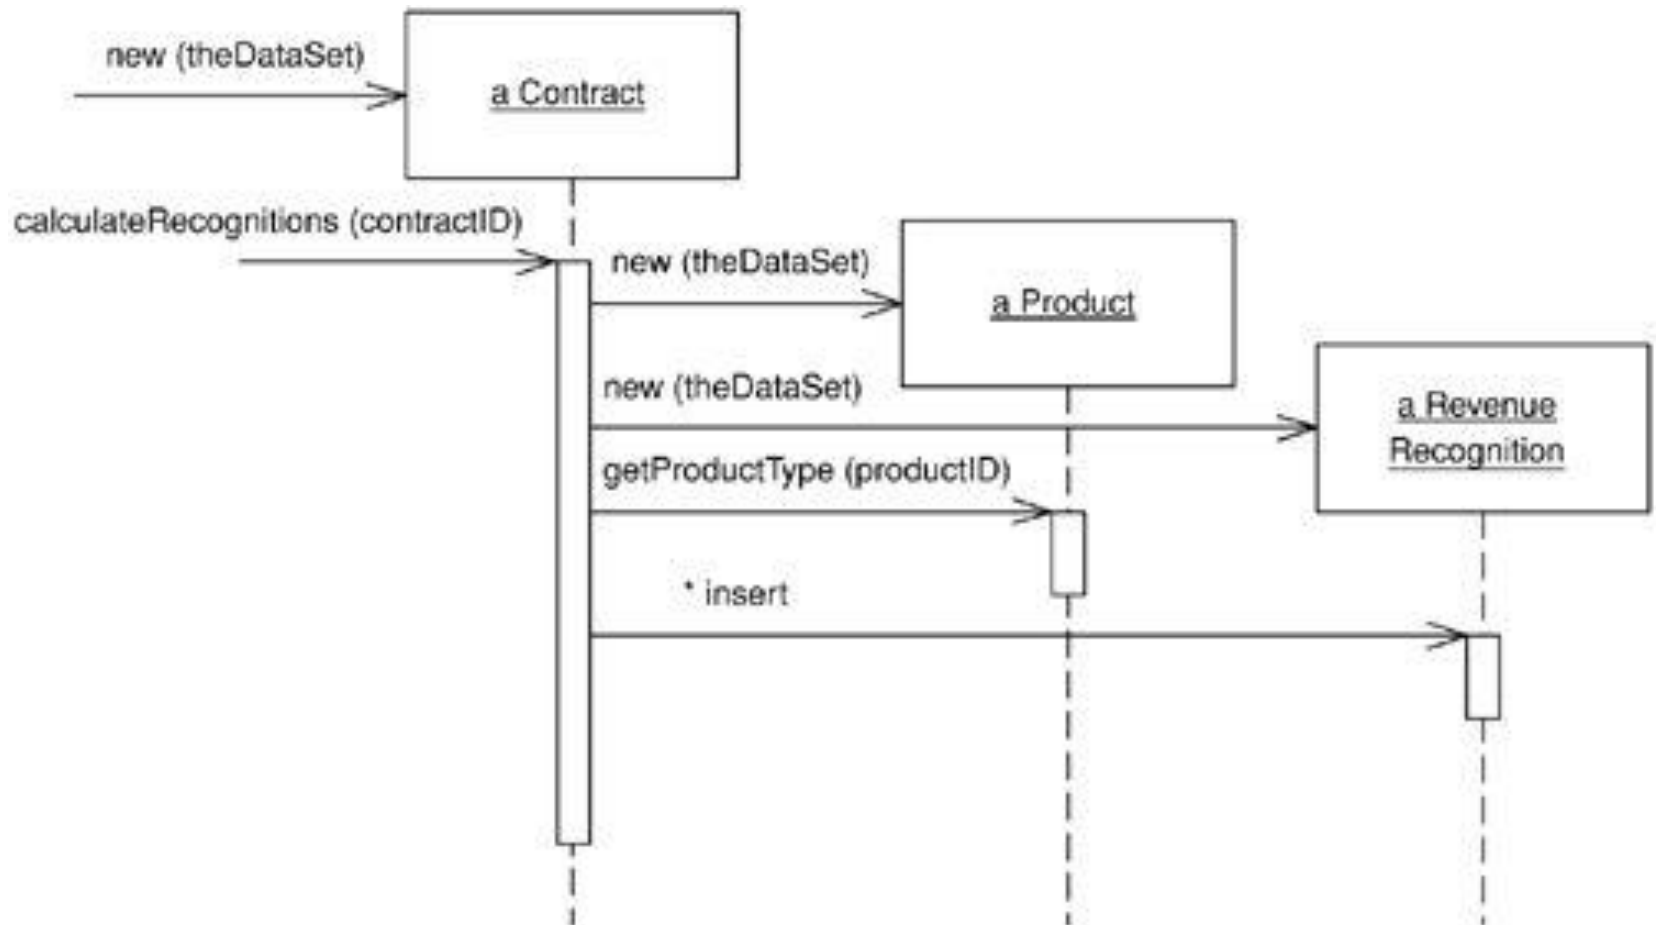 new (theDataSet)
a Contract
calculateRecognitions (contractID)
new (theDataSet)
a Product
new (theDataSet)
a Revenue
Recognition
getProductType (productID)
* insert